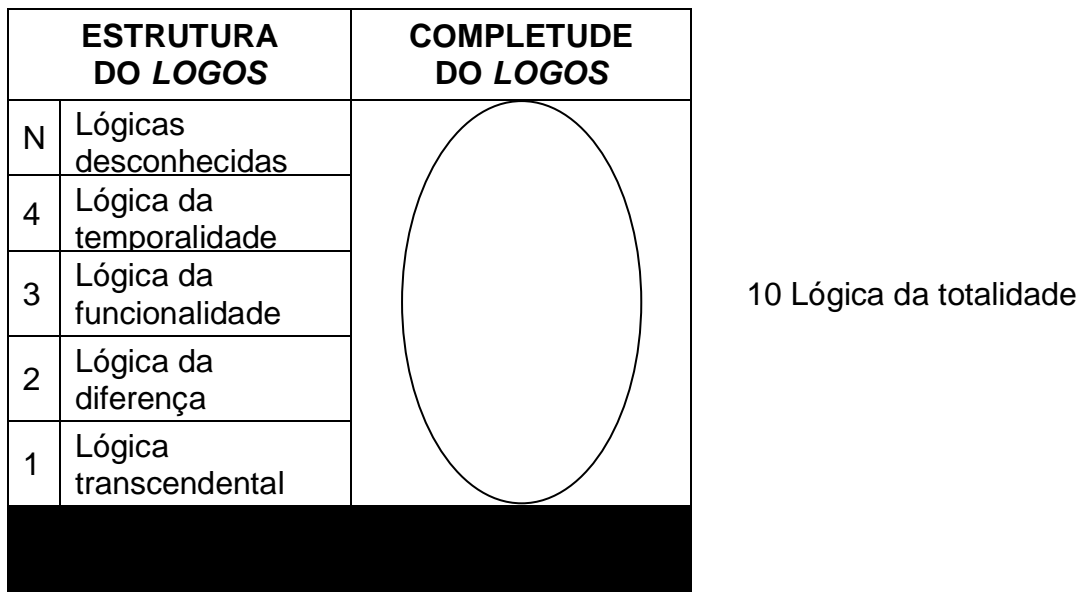 ESTRUTURA
DO LOGOS
COMPLETUDE
DO LOGOS
N
Lógicas
desconhecidas
4
Lógica da
temporalidade
3
Lógica da
funcionalidade
10 Lógica da totalidade
2
Lógica da
diferença
1
Lógica
transcendental